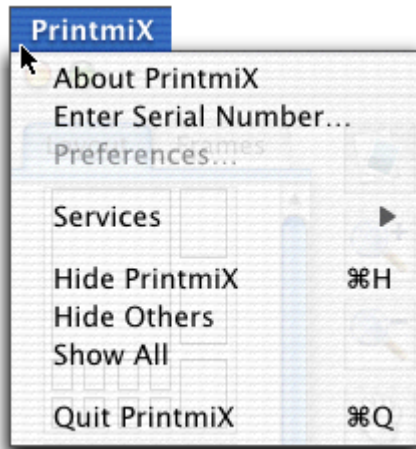 PrintmiX
About PrintmiX
Enter Serial Number...
Preferences...
Services
Hide PrintmiX ⌘H
Hide Others
Show All
Quit PrintmiX ⌘Q